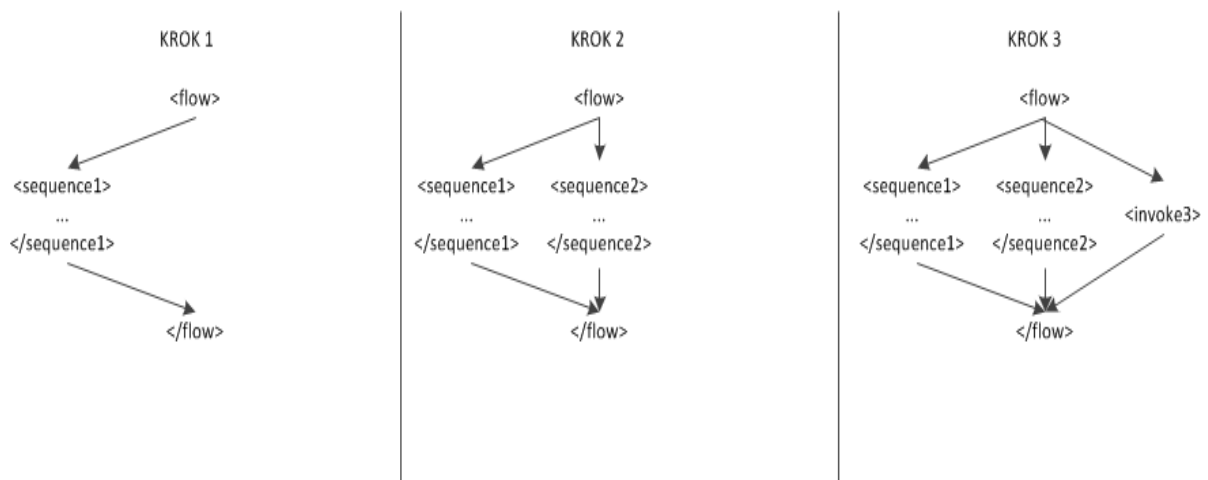 KROK 1
<flow>
<sequence1>
...
</sequence1>
</flow>
KROK 2
<flow>
<sequence1> <sequence2>
... ...
</sequence1> </sequence2>
</flow>
KROK 3
<flow>
<sequence1> <sequence2>
... ... <invoke3>
</sequence1> </sequence2>
</flow>